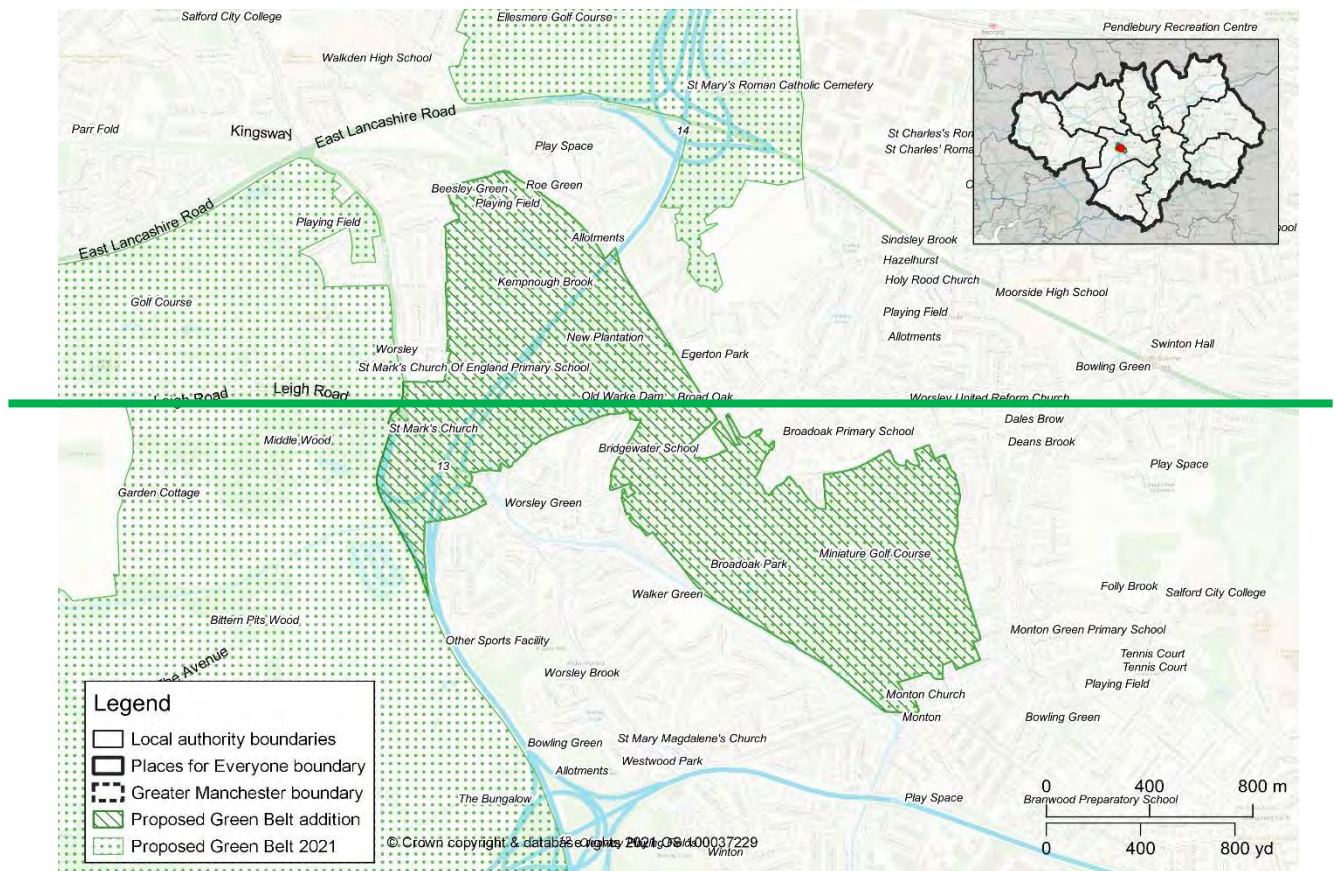 Salford City College
Ellesmere Golf Course
Pendlebury Recreation Centre
Walkden High School
St Mary's Roman Catholic Cemetery
Parr Fold
Kingsway
East Lancashire Road
14
St Charles's Ron
St Charles' Roma
Play Space
Beesley Green
Roe Green
Playing Field
East Lancashire Road
Playing Field
Allotments
Sindsley Brook
Hazelhurst
Holy Rood Church
Kempnough Brook
Moorside High School
Golf Course
Playing Field
New Plantation
Allotments
Swinton Hall
Worsley
Egerton Park
St Mark's Church Of England Primary School
Bowling Green
Leigh Road
Leigh Road
Old Warke Dam
Broad Oak
Worsley United Reform Church
Dales Brow
St Mark's Church
Broadoak Primary School
Middle Wood
Deans Brook
Bridgewater School
13
Play Space
Garden Cottage
Worsley Green
Miniature Golf Course
Broadoak Park
Folly Brook
Salford City College
Walker Green
Bittern Pits Wood
Monton Green Primary School
Other Sports Facility
The Avenue
Tennis Court
Tennis Court
Worsley Brook
Playing Field
Monton Church
Monton
Bowling Green
Bowling Green
St Mary Magdalene's Church
Westwood Park
Allotments
The Bungalow
Play Space
Branwood Preparatory School
Winton
Legend
Local authority boundaries
Places for Everyone boundary
Greater Manchester boundary
Proposed Green Belt addition
Proposed Green Belt 2021
© Crown copyright & database rights 2021 OS 100037229
0 400 800 m
0 400 800 yd